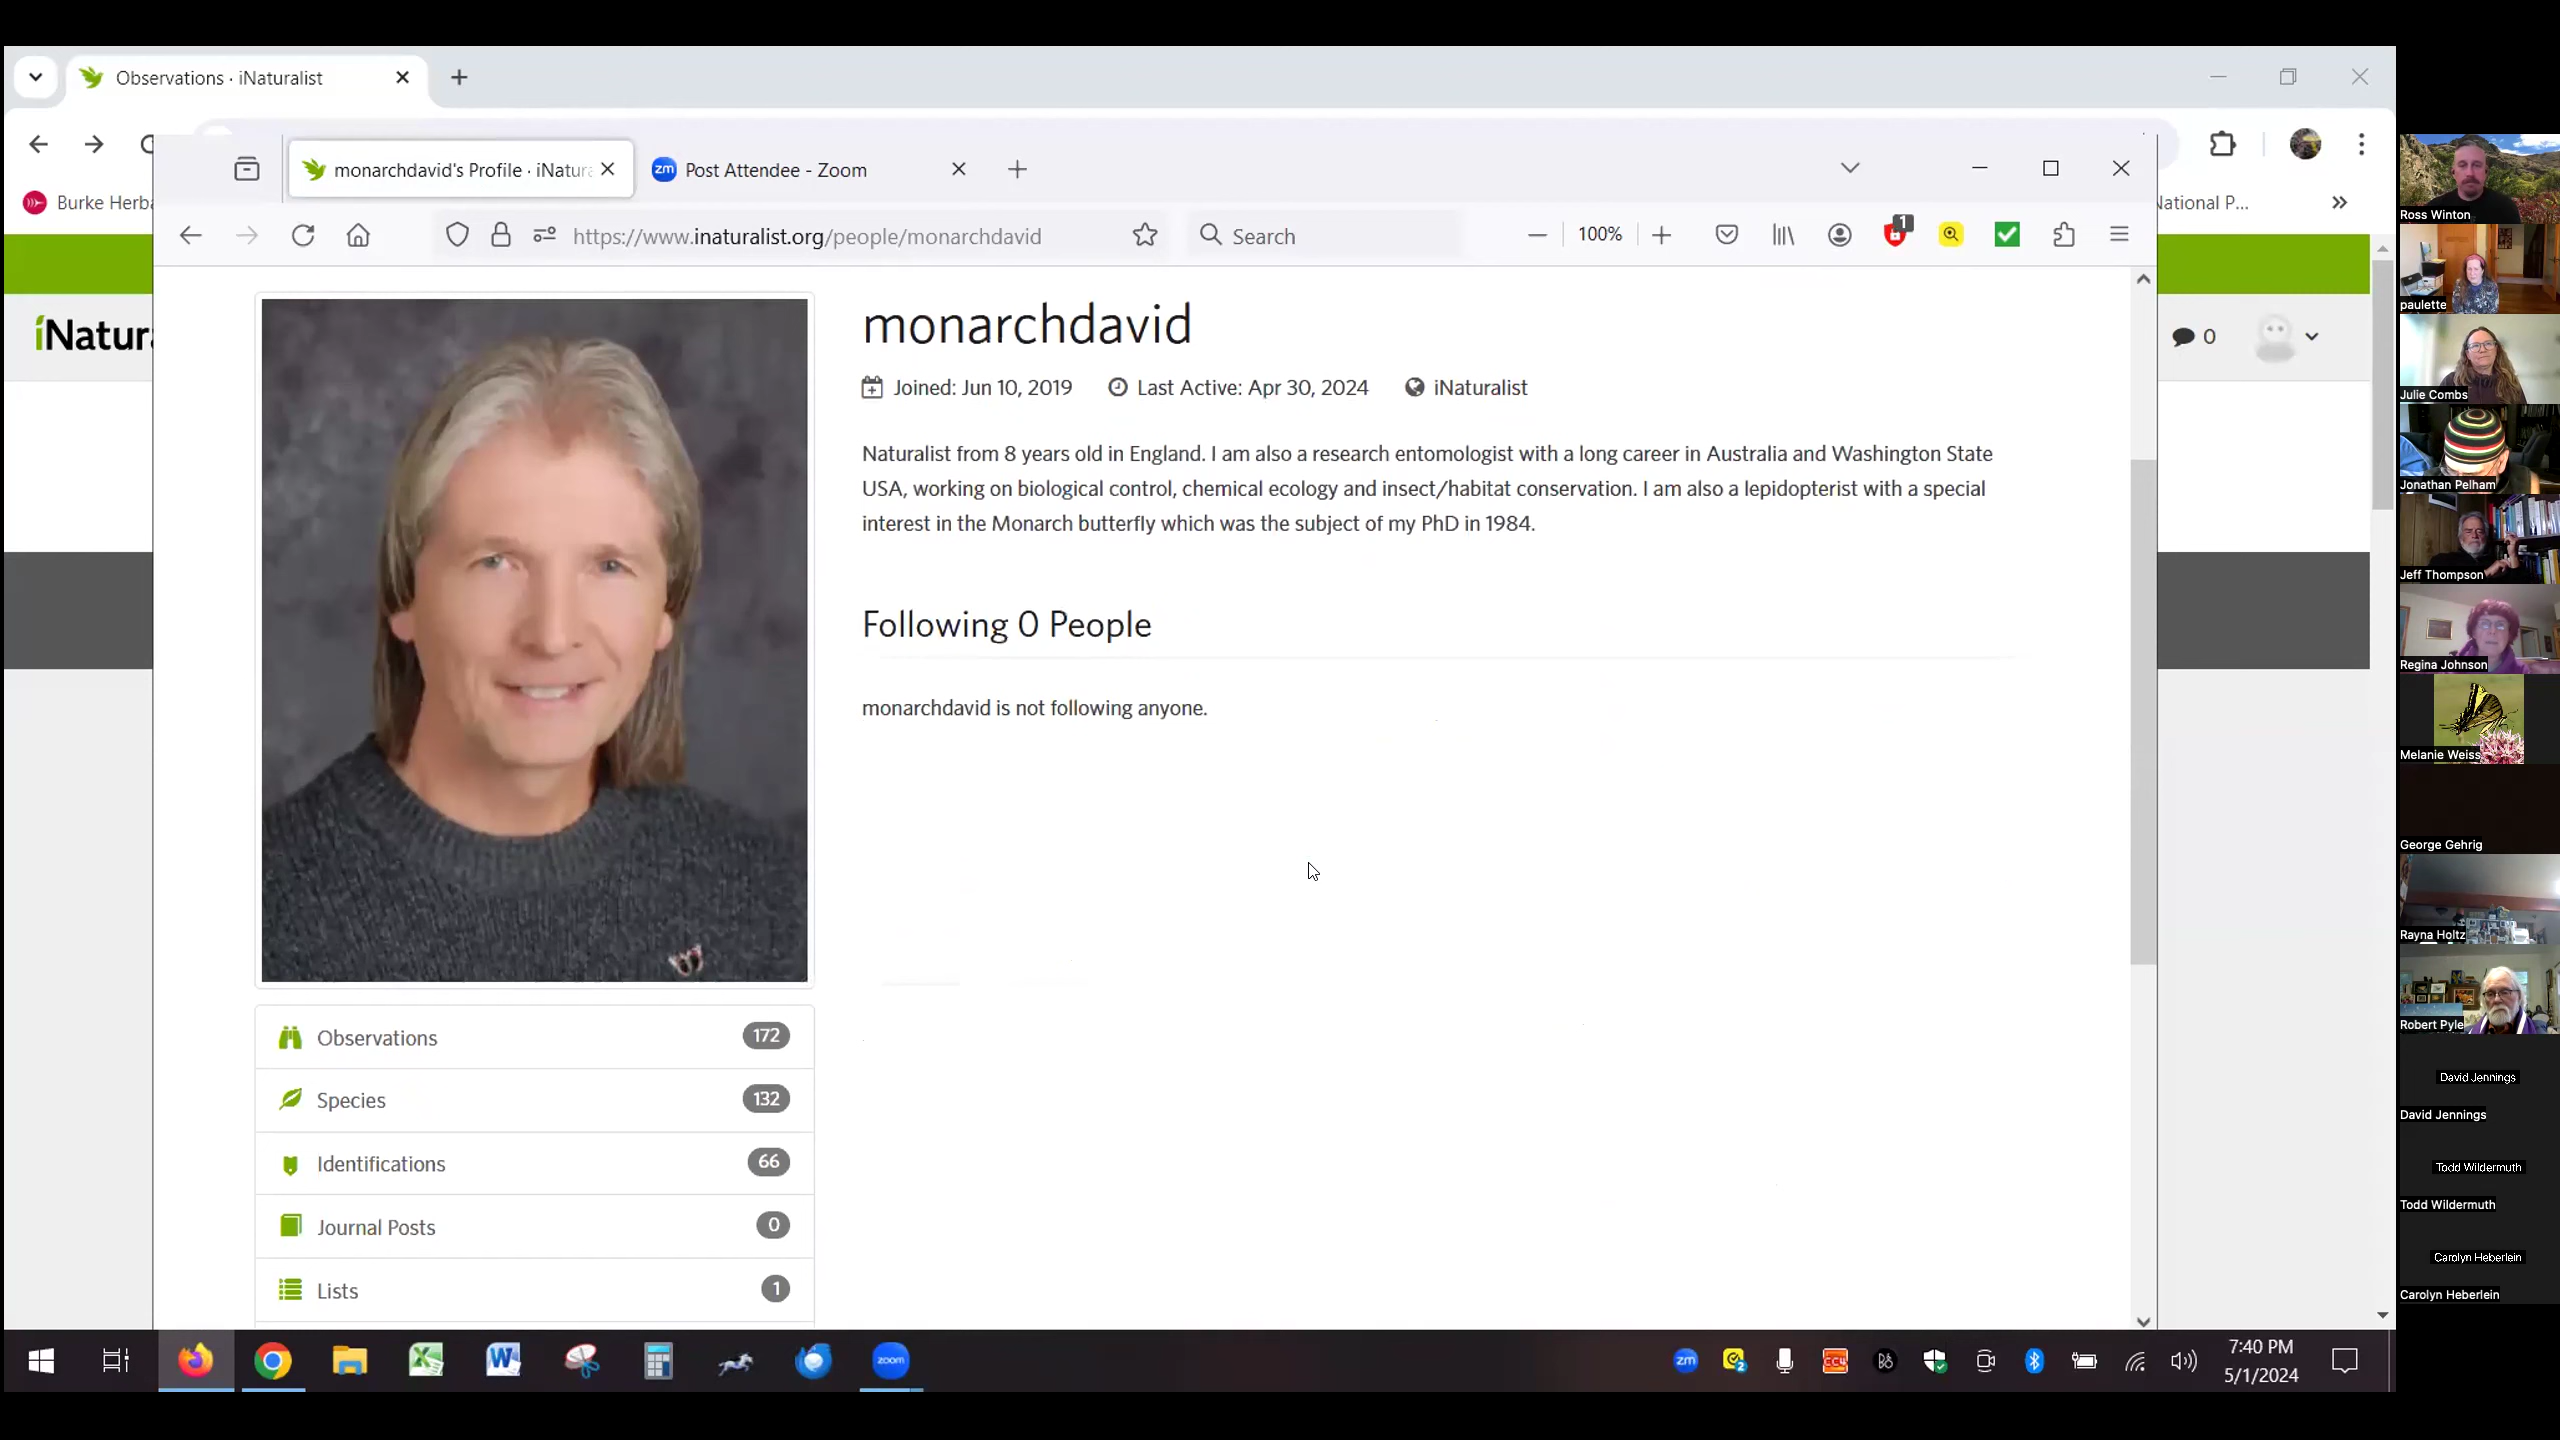 Observations · iNaturalist
Burke Herba
National P...
monarchdavid's Profile · iNatura
Post Attendee - Zoom
https://www.inaturalist.org/people/monarchdavid
Search
100%
1
iNatura
0
monarchdavid
Joined: Jun 10, 2019
Last Active: Apr 30, 2024
iNaturalist
Naturalist from 8 years old in England. I am also a research entomologist with a long career in Australia and Washington State
USA, working on biological control, chemical ecology and insect/habitat conservation. I am also a lepidopterist with a special
interest in the Monarch butterfly which was the subject of my PhD in 1984.
Following 0 People
monarchdavid is not following anyone.
Observations 172
Species 132
Identifications 66
Journal Posts 0
Lists 1
Ross Winton
paulette
Julie Combs
Jonathan Pelham
Jeff Thompson
Regina Johnson
Melanie Weiss
George Gehrig
Rayna Holtz
Robert Pyle
David Jennings
David Jennings
Todd Wildermuth
Todd Wildermuth
Carolyn Heberlein
Carolyn Heberlein
zoom
zm
7:40 PM
5/1/2024